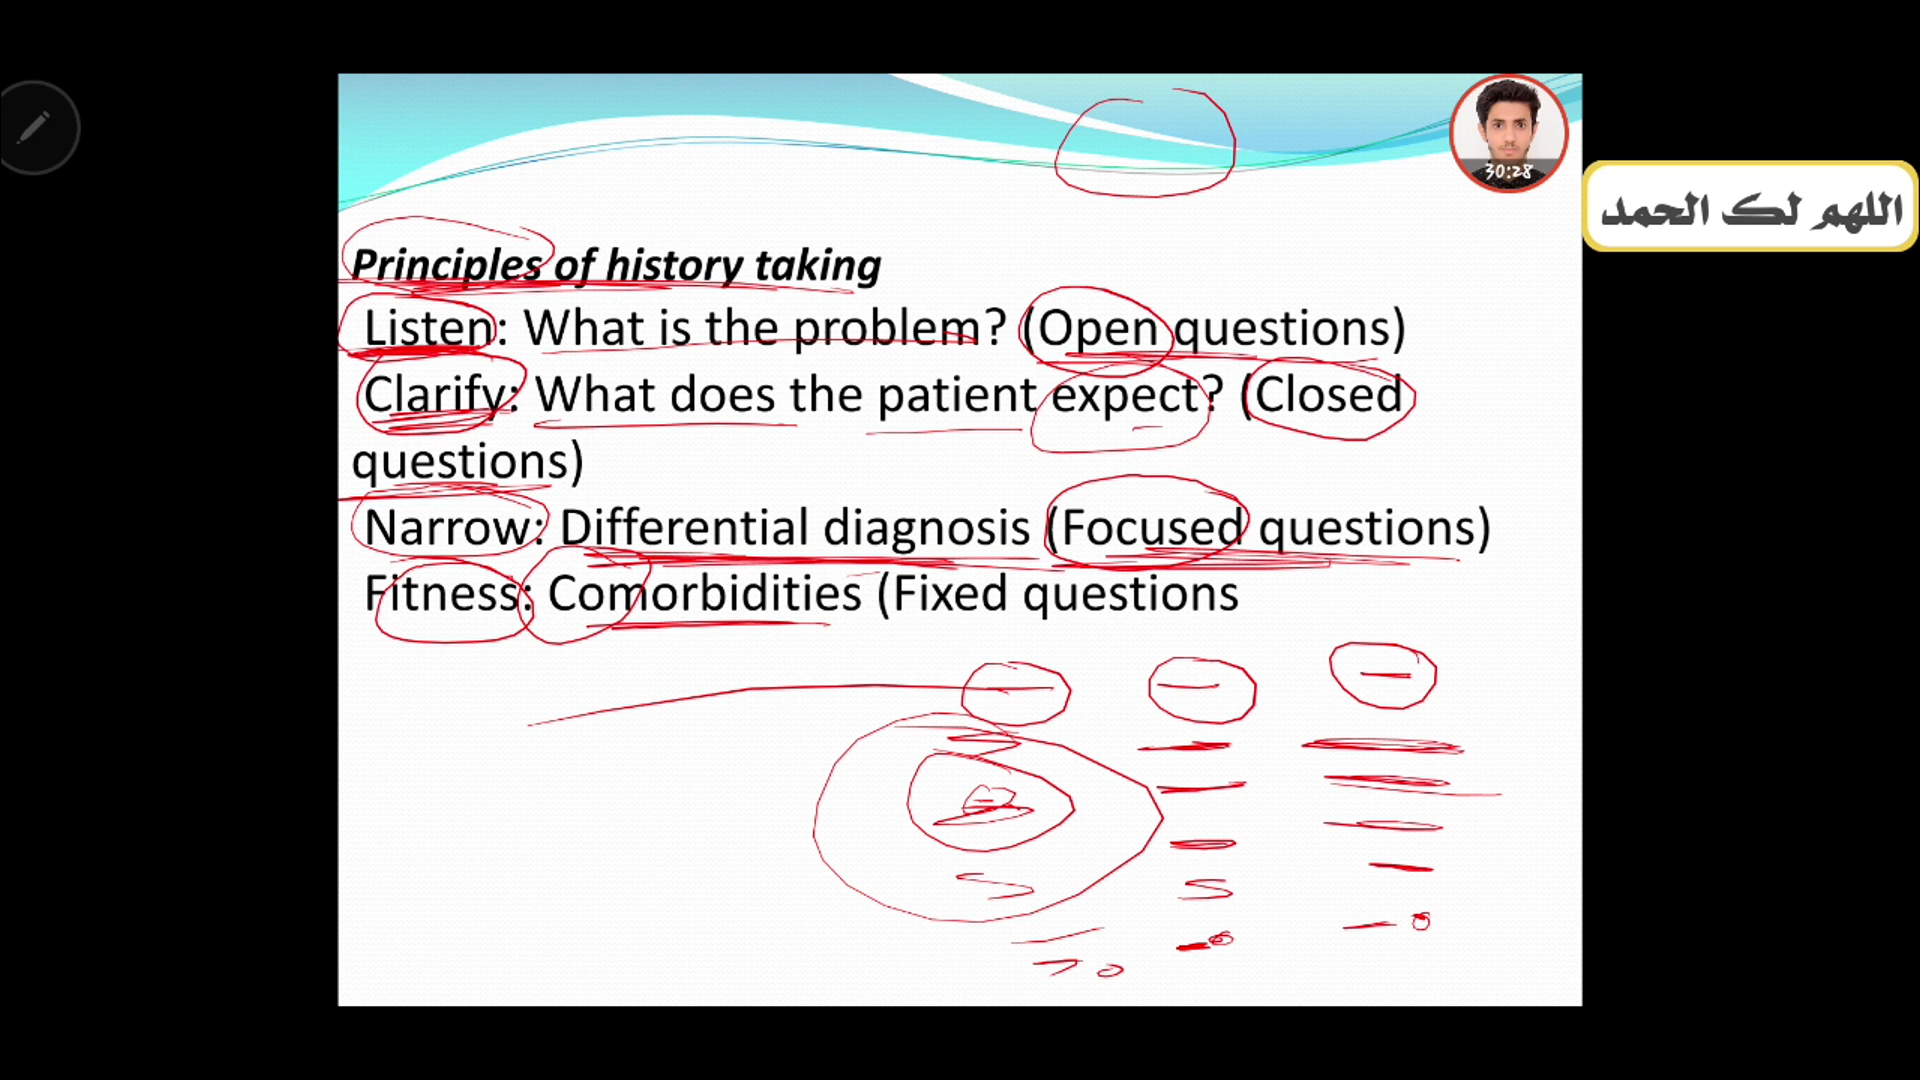 30:28
اللهم لك الحمد
Principles of history taking
Listen: What is the problem? (Open questions)
Clarify: What does the patient expect? (Closed
questions)
Narrow: Differential diagnosis (Focused questions)
Fitness: Comorbidities (Fixed questions